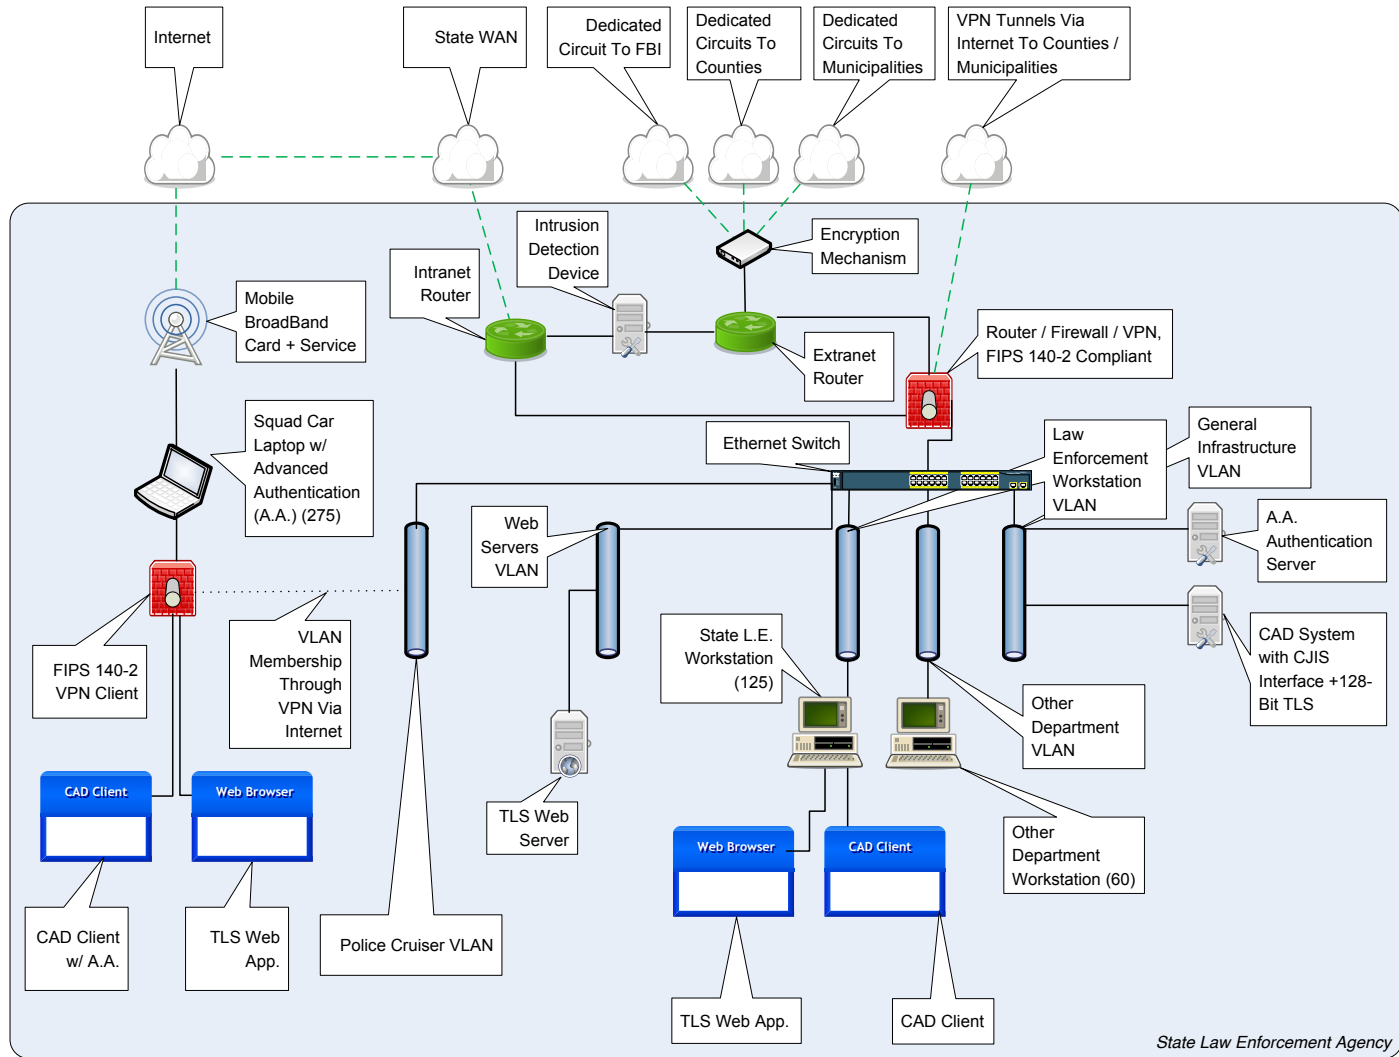 Internet
State WAN
Dedicated
Circuit To FBI
Dedicated
Circuits To
Counties
Dedicated
Circuits To
Municipalities
VPN Tunnels Via
Internet To Counties /
Municipalities
Intrusion
Detection
Device
Encryption
Mechanism
Intranet
Router
Mobile
BroadBand
Card + Service
Extranet
Router
Router / Firewall / VPN,
FIPS 140-2 Compliant
Squad Car
Laptop w/
Advanced
Authentication
(A.A.) (275)
Ethernet Switch
Law
Enforcement
Workstation
VLAN
General
Infrastructure
VLAN
Web
Servers
VLAN
A.A.
Authentication
Server
FIPS 140-2
VPN Client
VLAN
Membership
Through
VPN Via
Internet
State L.E.
Workstation
(125)
CAD System
with CJIS
Interface +128-
Bit TLS
Other
Department
VLAN
CAD Client
Web Browser
TLS Web
Server
Web Browser
CAD Client
Other
Department
Workstation (60)
CAD Client
w/ A.A.
TLS Web
App.
Police Cruiser VLAN
TLS Web App.
CAD Client
State Law Enforcement Agency